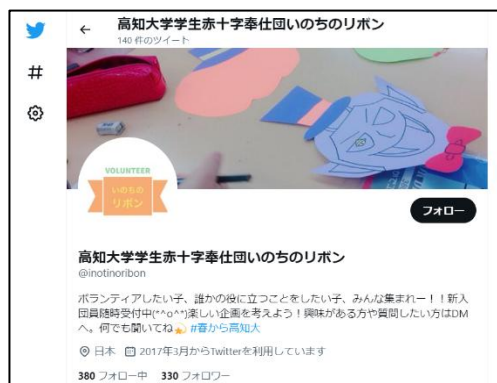 高知大学学生赤十字奉仕団いのちのリボン
140 件のツイート
VOLUNTEER
いのちの
リボン
フォロー
高知大学学生赤十字奉仕団いのちのリボン
@inotinoribon
ボランティアしたい子、誰かの役に立つことをしたい子、みんな集まれー！！新入
団員随時受付中(*^o^*)楽しい企画を考えよう！興味がある方や質問したい方はDM
へ。何でも聞いてね💫 #春から高知大
日本 2017年3月からTwitterを利用しています
380 フォロー中 330 フォロワー